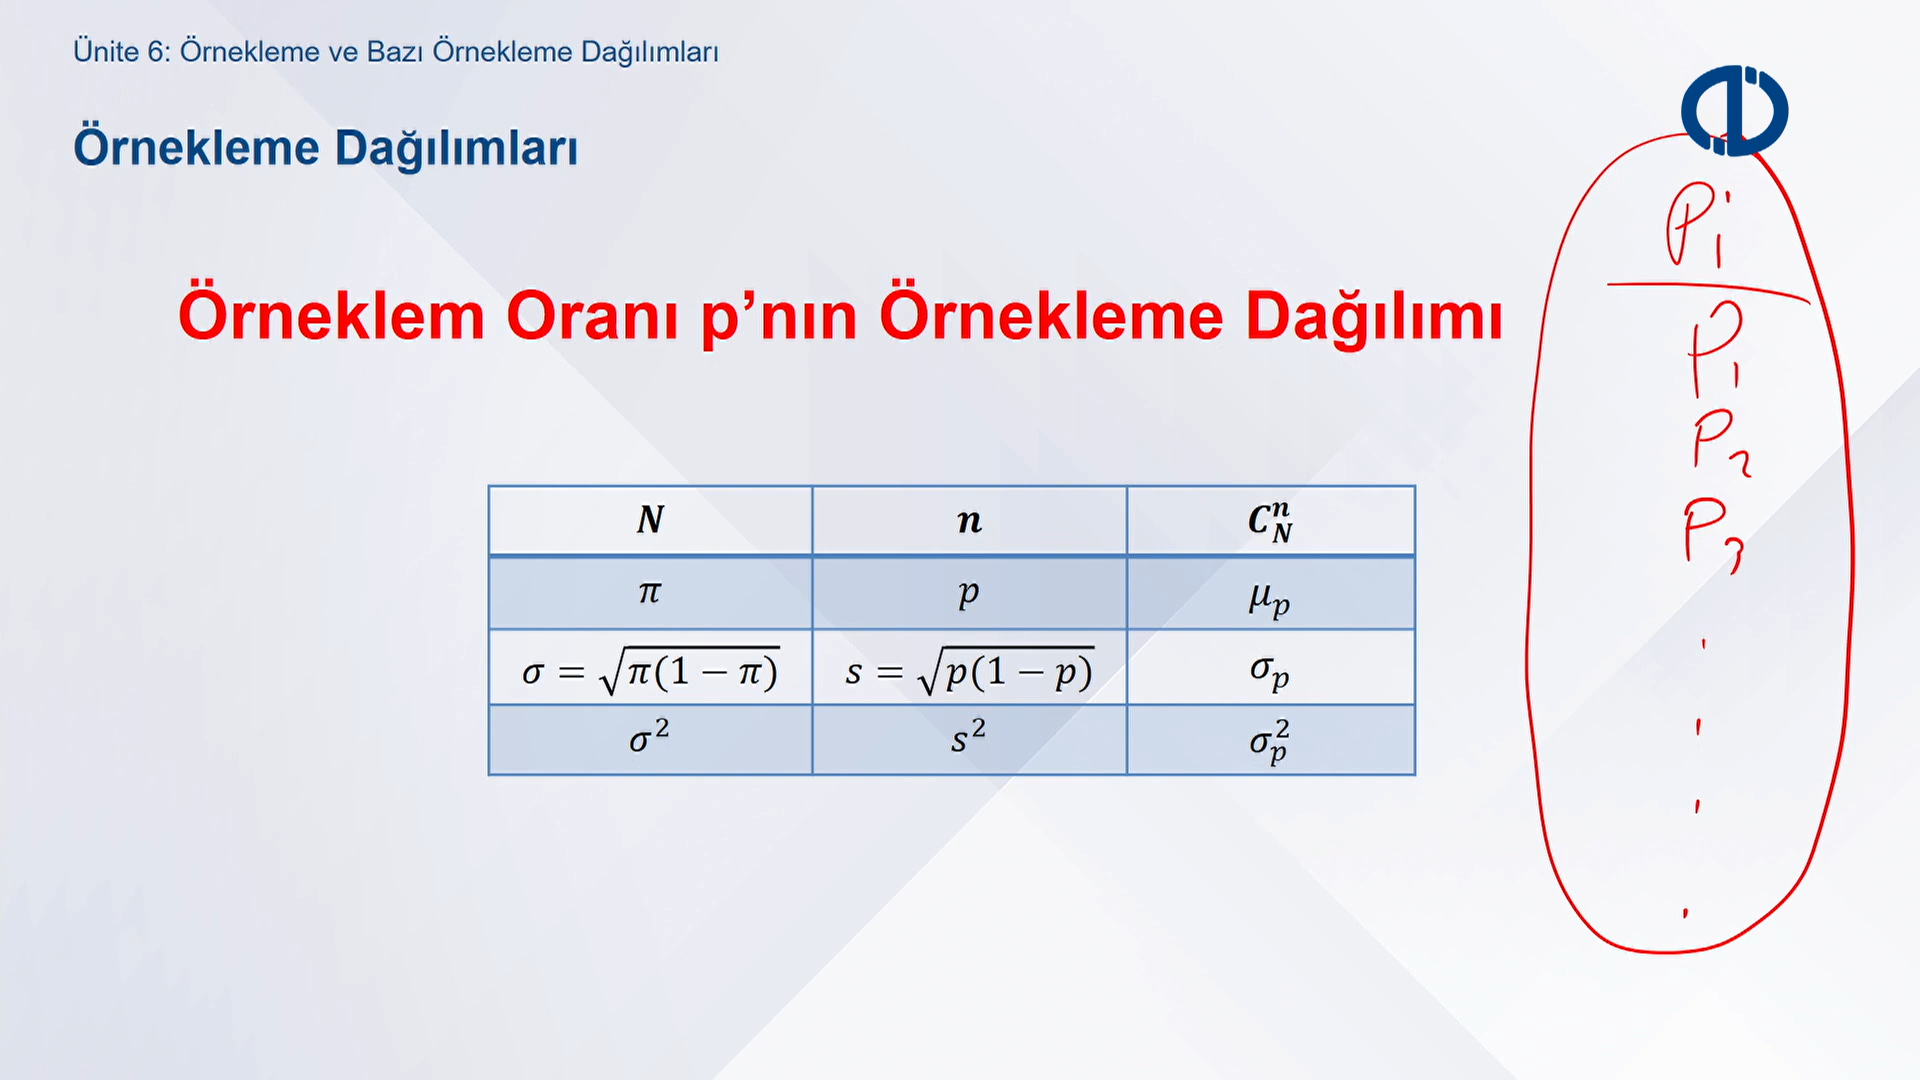 Ünite 6: Örnekleme ve Bazı Örnekleme Dağılımları
Örnekleme Dağılımları
Örneklem Oranı p’nın Örnekleme Dağılımı
N n C_N^n
π p μ_p
σ = √π(1 − π) s = √p(1 − p) σ_p
σ² s² σ_p²
P_i
P_1
P_2
P_3
.
.
.
.